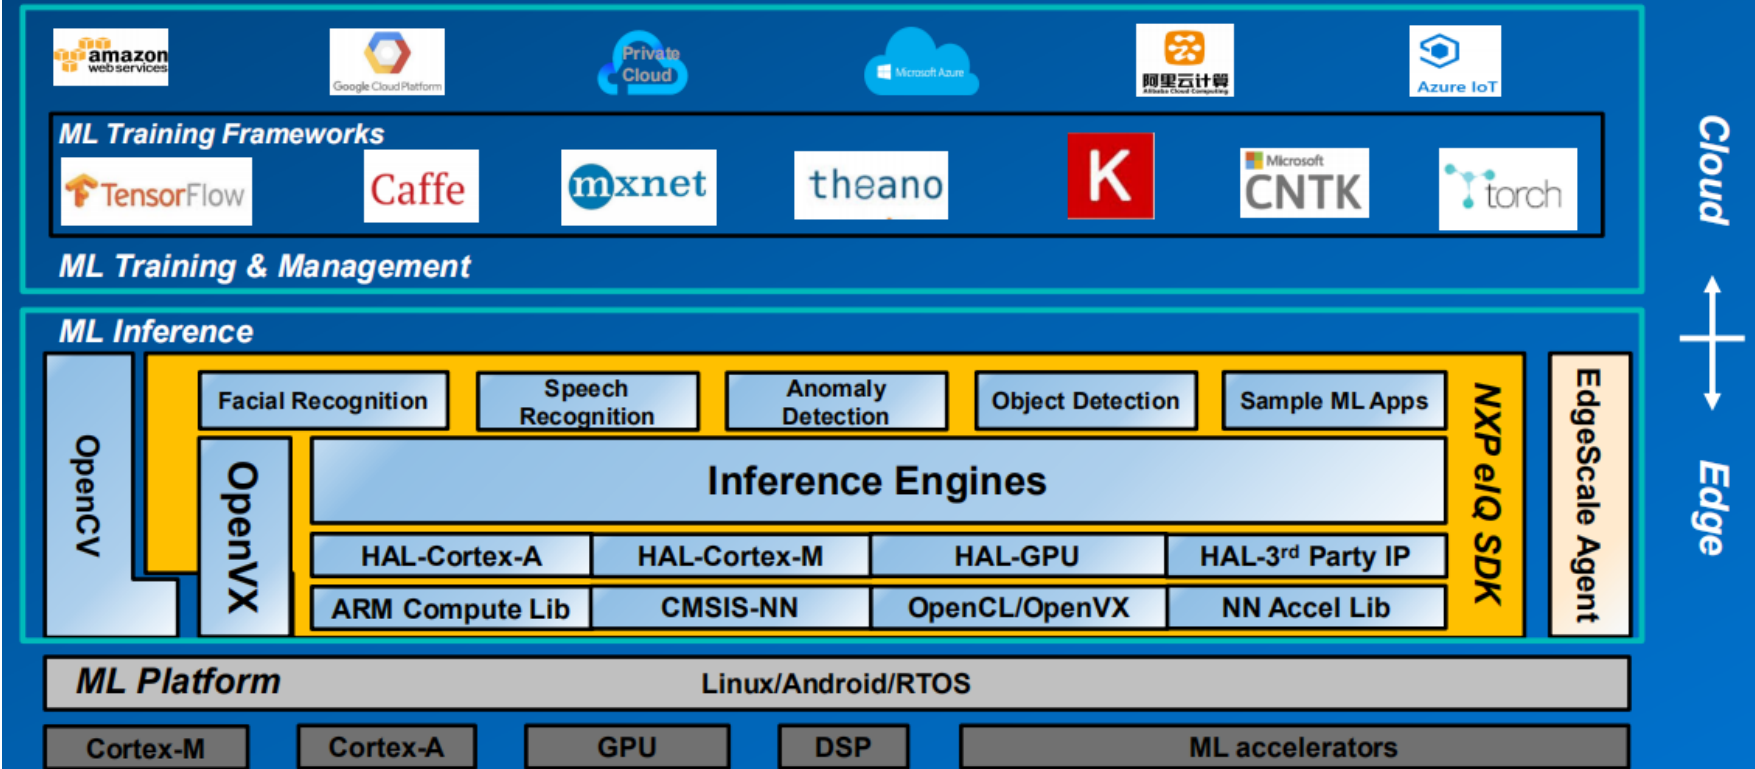 amazon
webservices
Google Cloud Platform
Private
Cloud
Microsoft Azure
阿里云计算
Alibaba Cloud Computing
Azure IoT
ML Training Frameworks
TensorFlow
Caffe
mxnet
theano
K
Microsoft
CNTK
torch
ML Training & Management
Cloud
Edge
ML Inference
OpenCV
Facial Recognition
Speech
Recognition
Anomaly
Detection
Object Detection
Sample ML Apps
OpenVX
Inference Engines
HAL-Cortex-A
HAL-Cortex-M
HAL-GPU
HAL-3rd Party IP
ARM Compute Lib
CMSIS-NN
OpenCL/OpenVX
NN Accel Lib
NXP eIQ SDK
EdgeScale Agent
ML Platform
Linux/Android/RTOS
Cortex-M
Cortex-A
GPU
DSP
ML accelerators